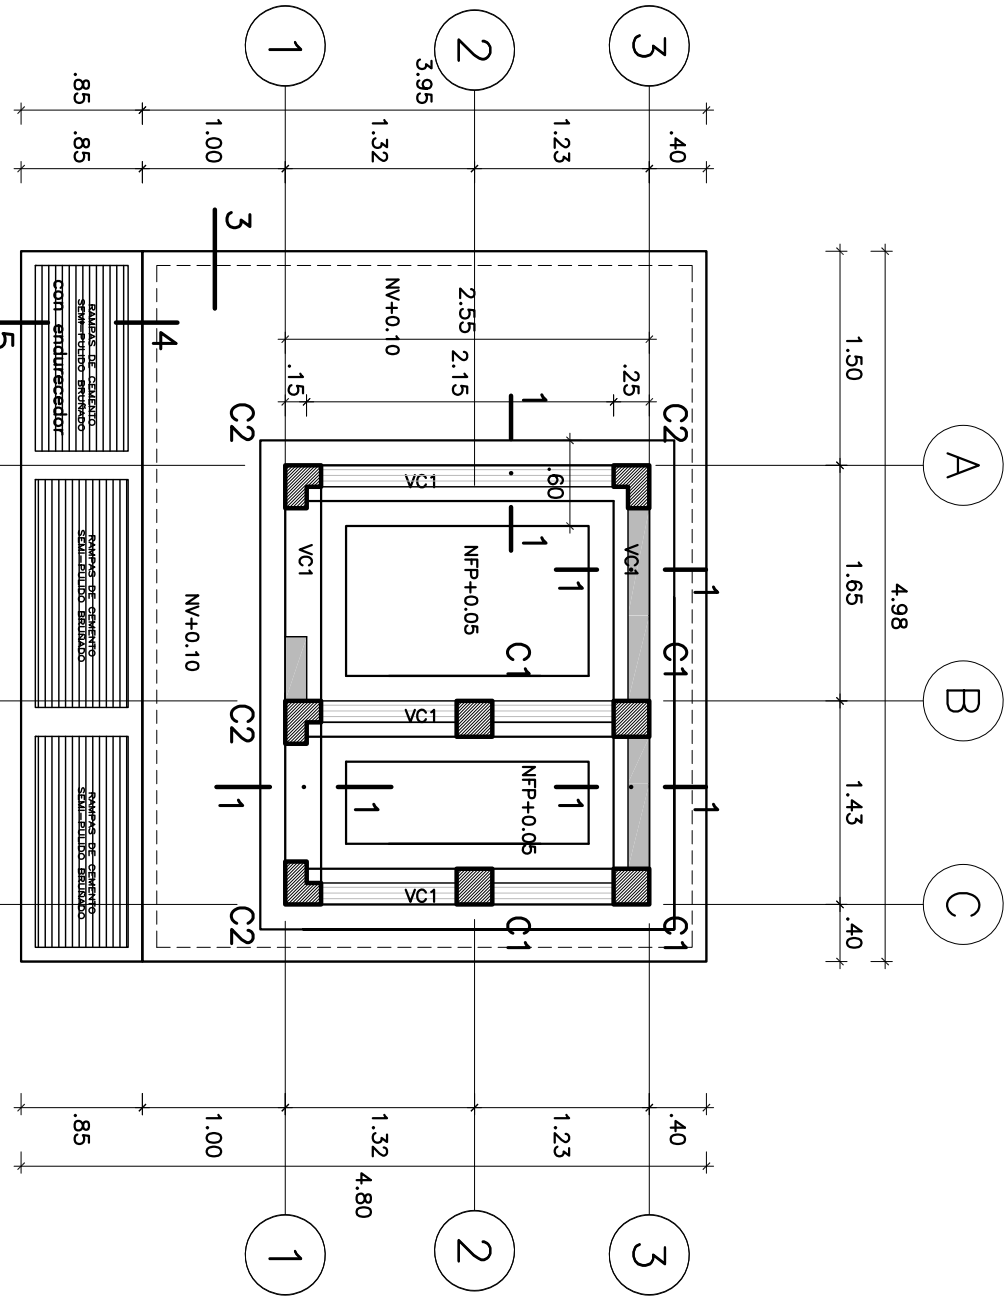 A B C
4.98
1.50 1.65 1.43 .40
1 1
.40 C2 C1 C1 .40
3 3
.25 VC1
1 1
1.23 .60 1.23
1 1
NFP+0.05
C1 C1
2 2
2.55
2.15
NFP+0.05
3.95
VC1 VC1 VC1
NV+0.10
1.32 1.32
1
4.80
VC1
.15
1 1
C2 C2 C2
3 1
1.00 1.00
NV+0.10
4
.85 .85 .85
RAMPAS DE CEMENTO
SEMI-PULIDO BRUÑADO
con endurecedor
RAMPAS DE CEMENTO
SEMI-PULIDO BRUÑADO
RAMPAS DE CEMENTO
SEMI-PULIDO BRUÑADO
5